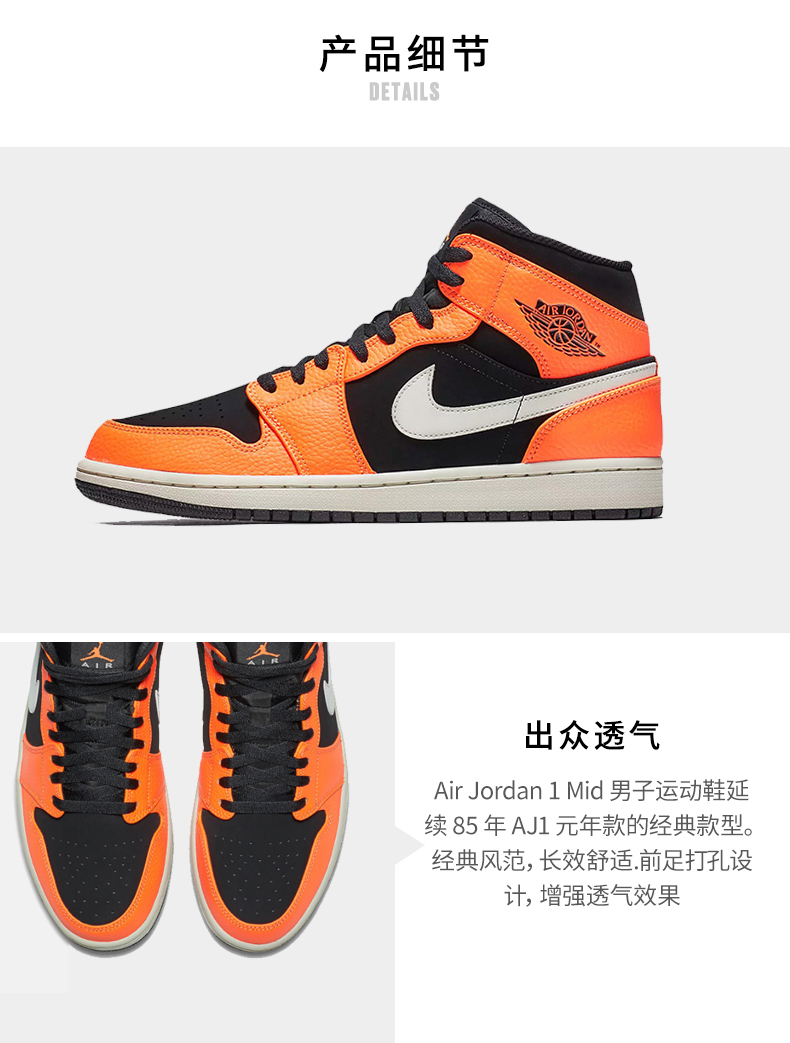 产品细节
DETAILS
AIR JORDAN
AIR
AIR
出众透气
Air Jordan 1 Mid 男子运动鞋延
续 85 年 AJ1 元年款的经典款型。
经典风范，长效舒适.前足打孔设
计，增强透气效果